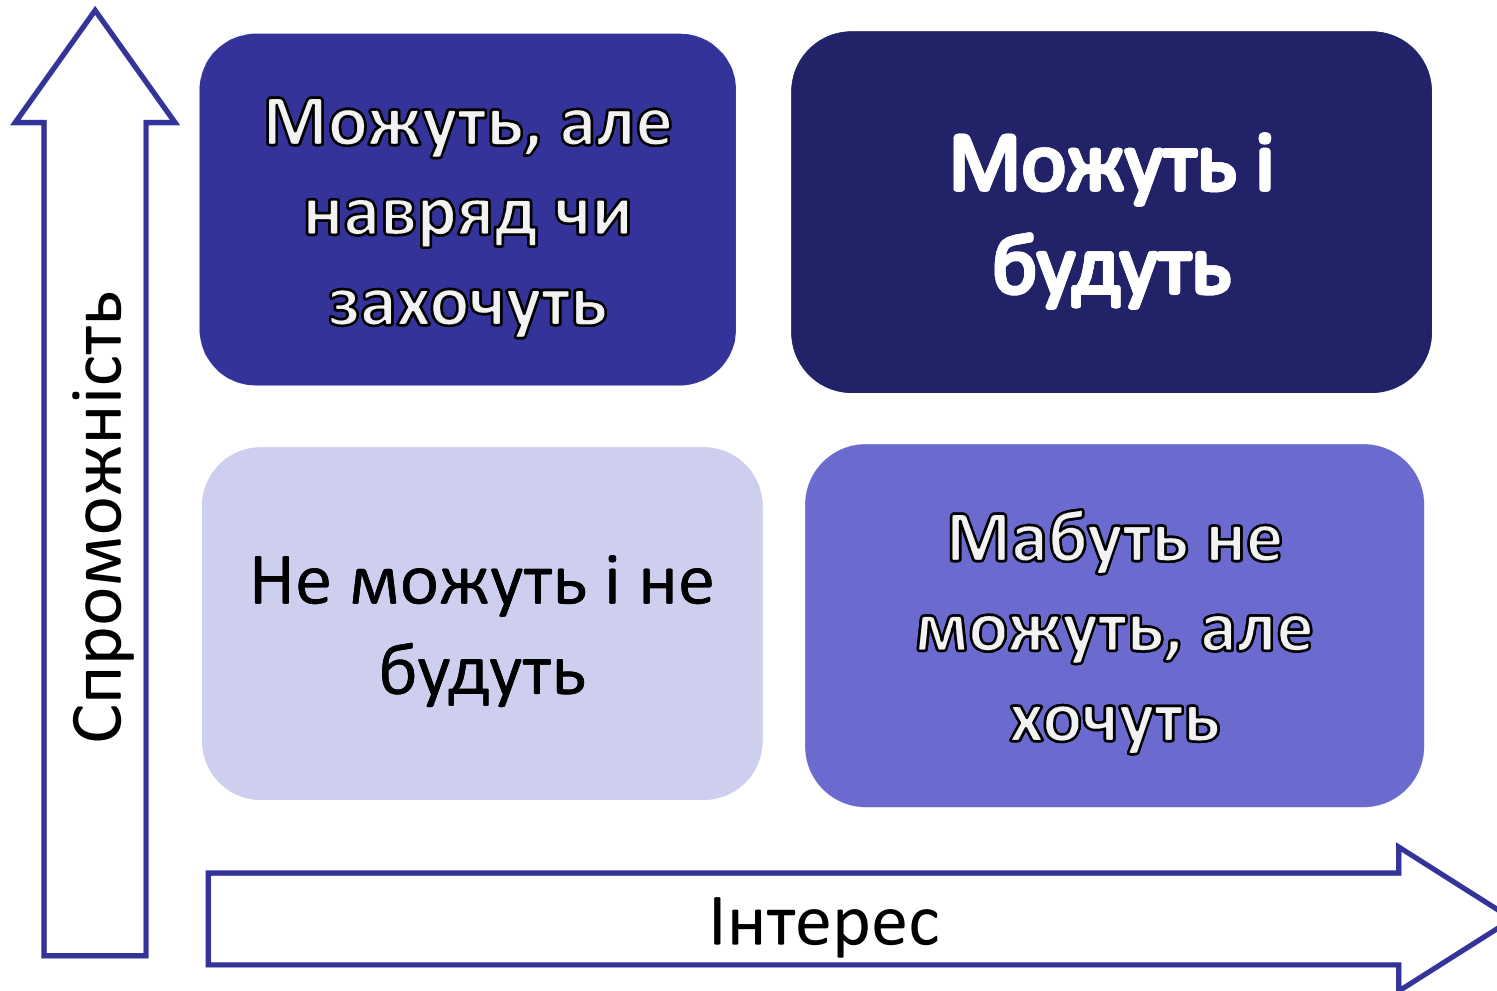 Спроможність
Можуть, але
навряд чи
захочуть
Можуть і
будуть
Не можуть і не
будуть
Мабуть не
можуть, але
хочуть
Інтерес